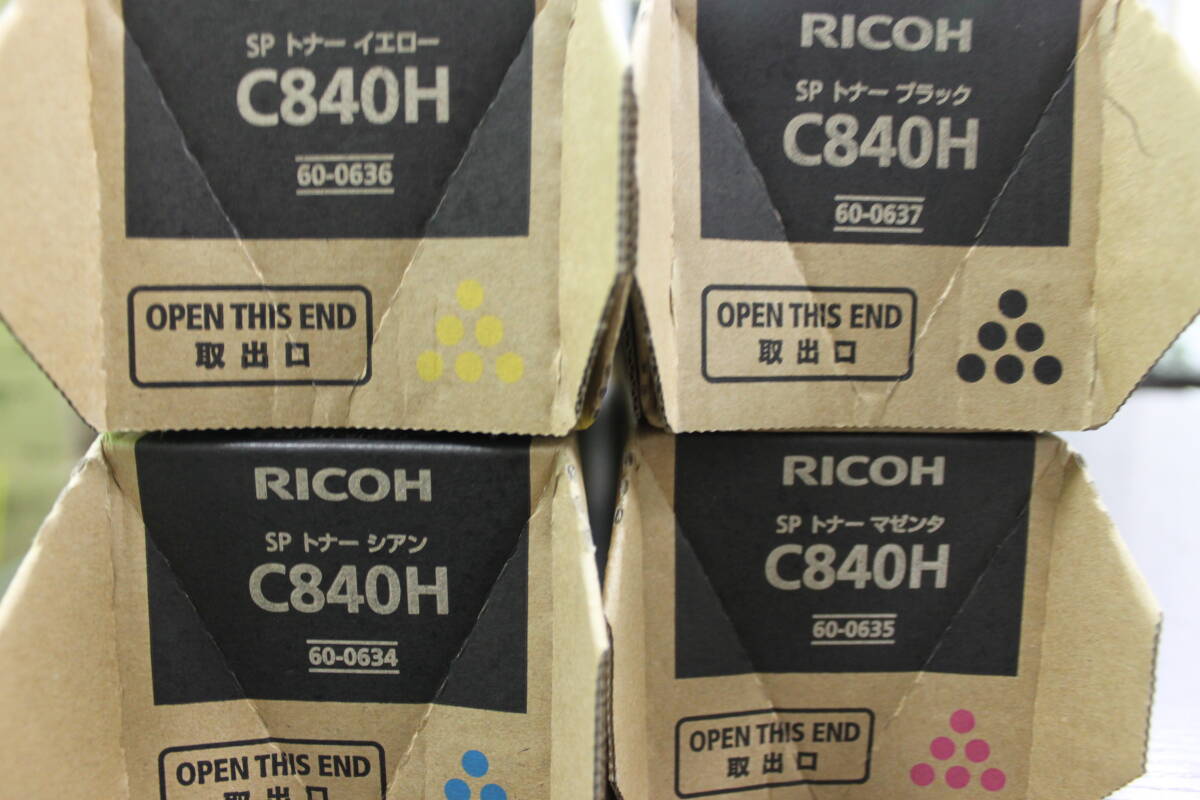 SP トナー イエロー
C840H
60-0636
OPEN THIS END
取出口
RICOH
SP トナー ブラック
C840H
60-0637
OPEN THIS END
取出口
RICOH
SP トナー シアン
C840H
60-0634
OPEN THIS END
取出口
RICOH
SP トナー マゼンタ
C840H
60-0635
OPEN THIS END
取出口